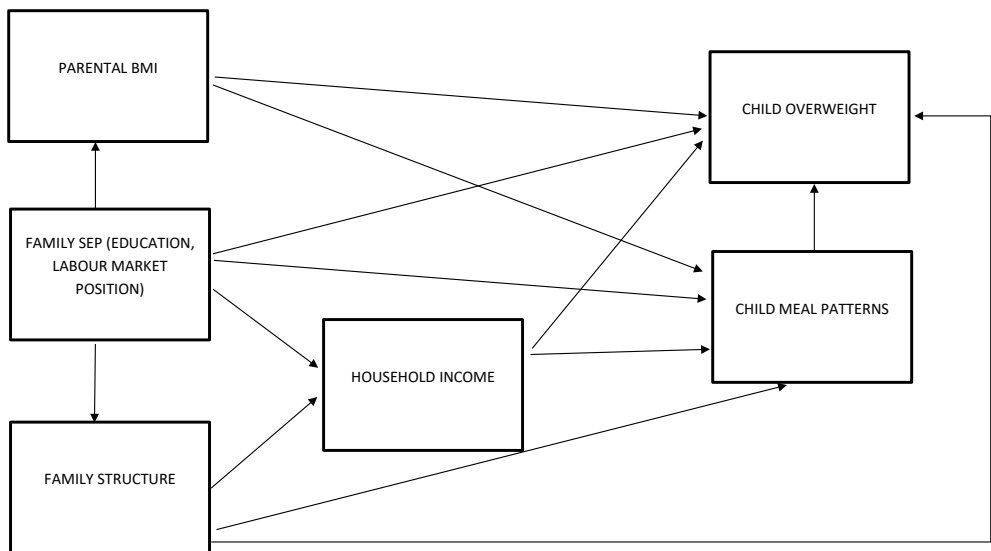 PARENTAL BMI
CHILD OVERWEIGHT
FAMILY SEP (EDUCATION,
LABOUR MARKET
POSITION)
CHILD MEAL PATTERNS
HOUSEHOLD INCOME
FAMILY STRUCTURE